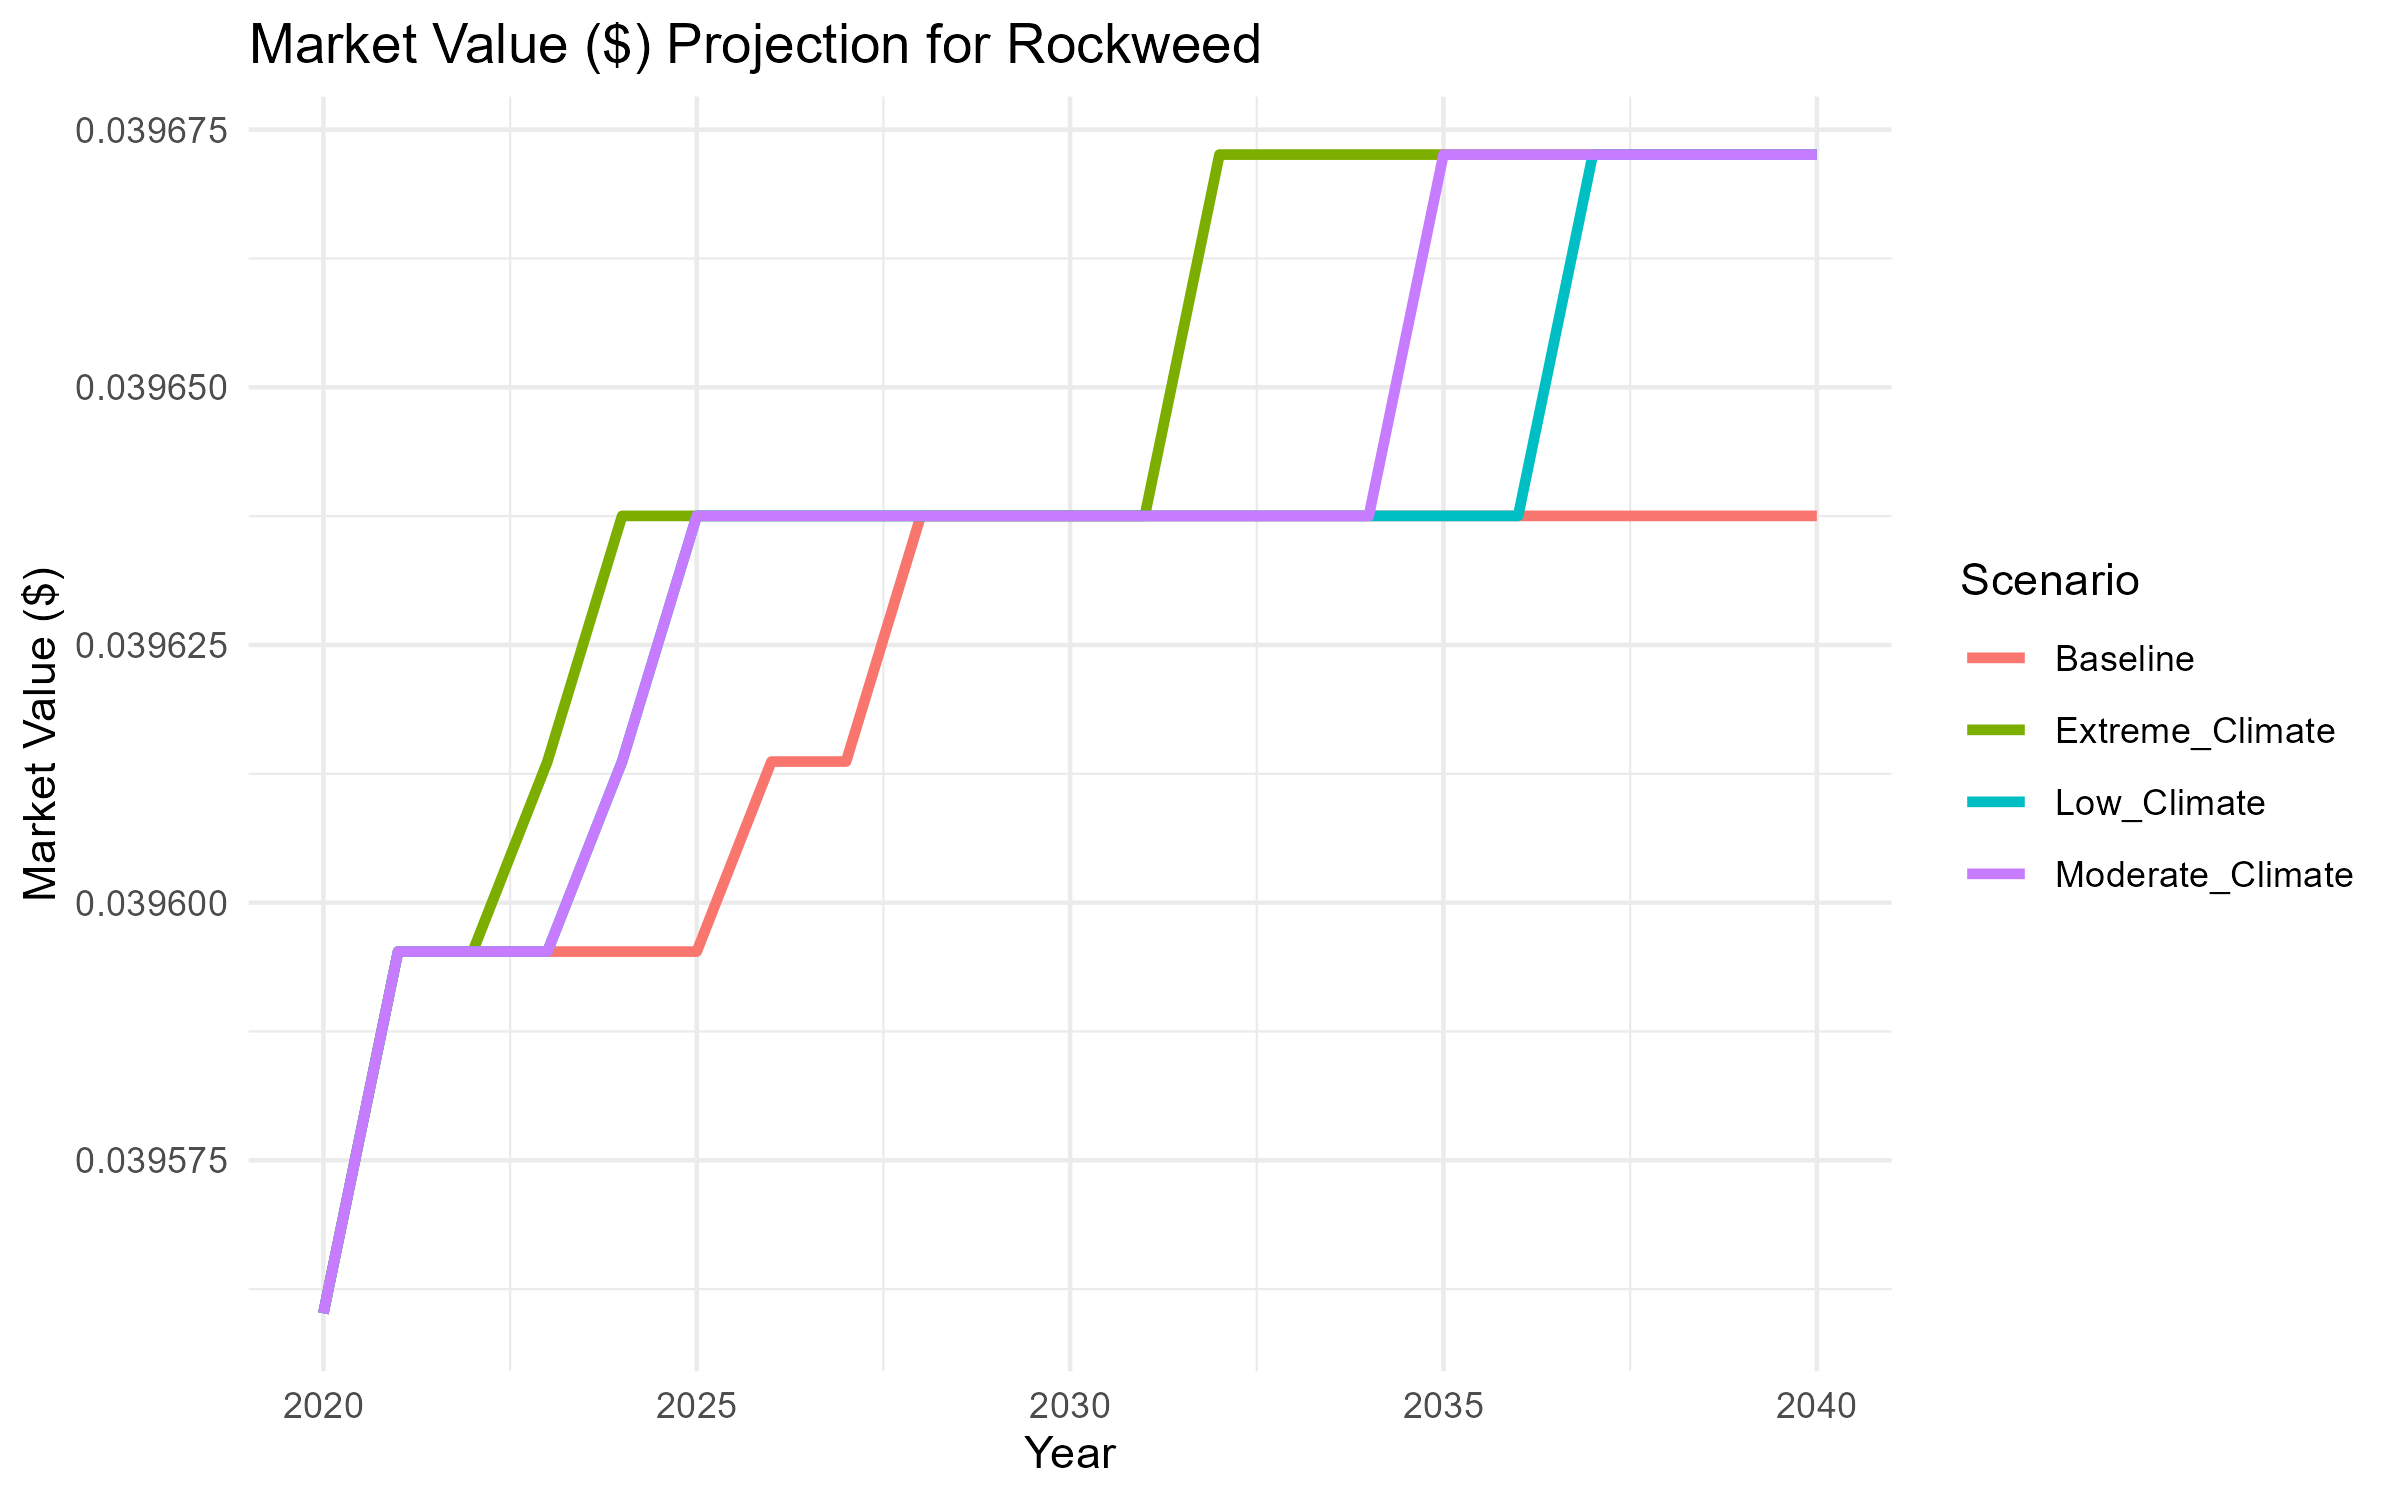 Market Value ($) Projection for Rockweed
Market Value ($)
0.039675
0.039650
0.039625
0.039600
0.039575
2020
2025
2030
2035
2040
Year
Scenario
Baseline
Extreme_Climate
Low_Climate
Moderate_Climate